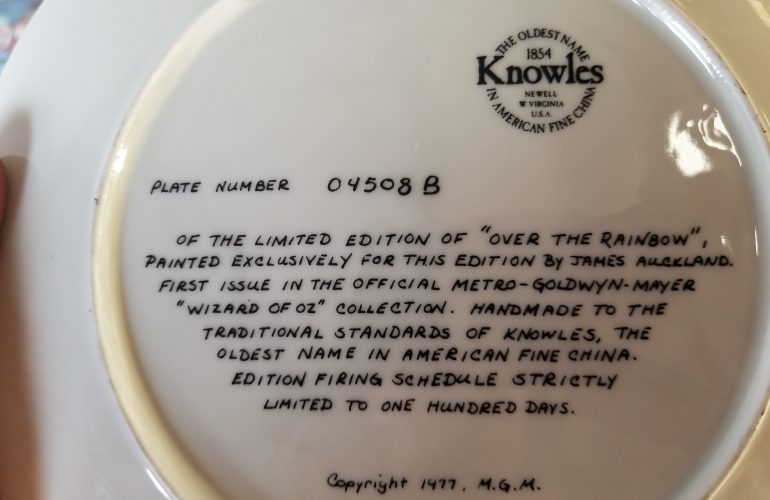 THE OLDEST NAME
1854
Knowles
NEWELL
W. VIRGINIA
U.S.A.
IN AMERICAN FINE CHINA
PLATE NUMBER 04508 B
OF THE LIMITED EDITION OF "OVER THE RAINBOW",
PAINTED EXCLUSIVELY FOR THIS EDITION BY JAMES AUCKLAND.
FIRST ISSUE IN THE OFFICIAL METRO-GOLDWYN-MAYER
"WIZARD OF OZ" COLLECTION. HANDMADE TO THE
TRADITIONAL STANDARDS OF KNOWLES, THE
OLDEST NAME IN AMERICAN FINE CHINA.
EDITION FIRING SCHEDULE STRICTLY
LIMITED TO ONE HUNDRED DAYS.
Copyright 1977, M.G.M.